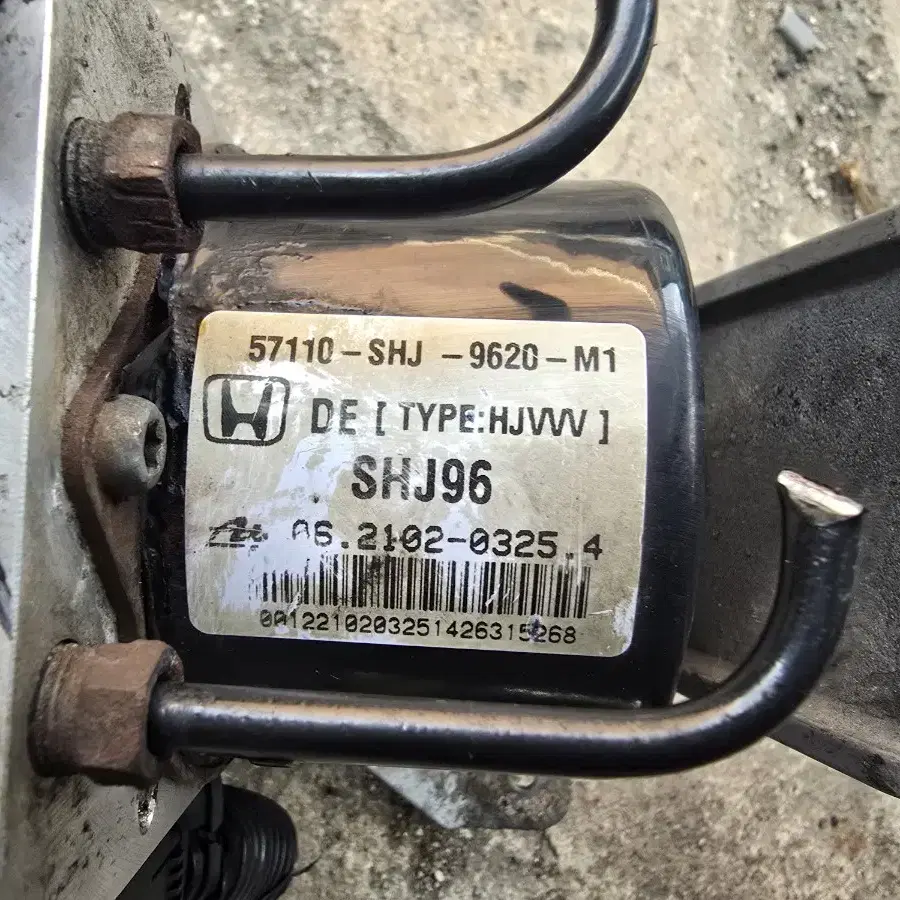 57110-SHJ -9620-M1
DE [ TYPE:HJVVV ]
SHJ96
06.2102-0325.4
0012210203251426315268